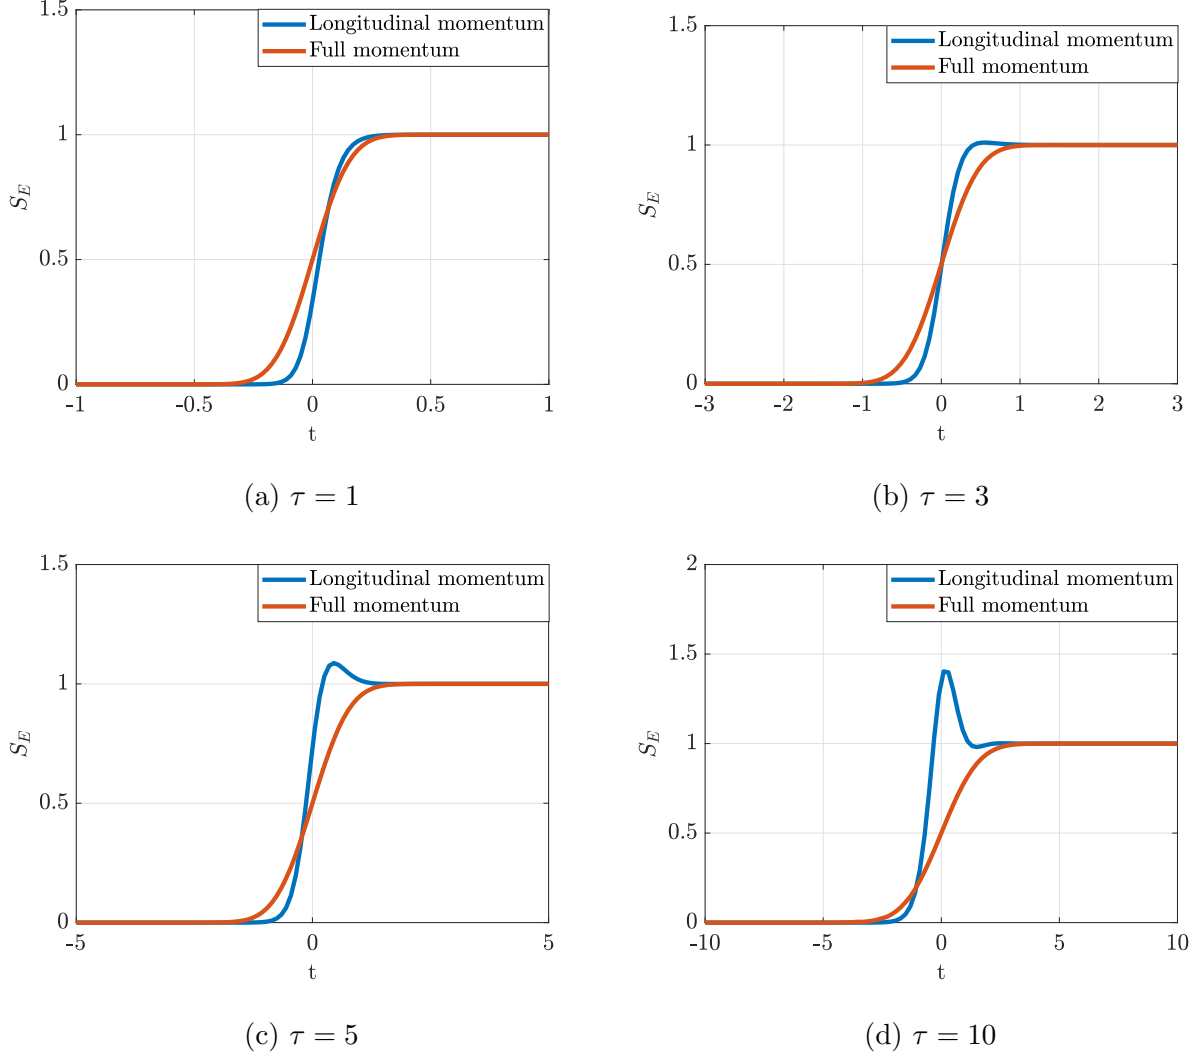 1.5
Longitudinal momentum
Full momentum
1
S_E
0.5
0
-1 -0.5 0 0.5 1
t
(a) τ = 1
1.5
Longitudinal momentum
Full momentum
1
S_E
0.5
0
-3 -2 -1 0 1 2 3
t
(b) τ = 3
1.5
Longitudinal momentum
Full momentum
1
S_E
0.5
0
-5 0 5
t
(c) τ = 5
2
Longitudinal momentum
Full momentum
1.5
1
S_E
0.5
0
-10 -5 0 5 10
t
(d) τ = 10